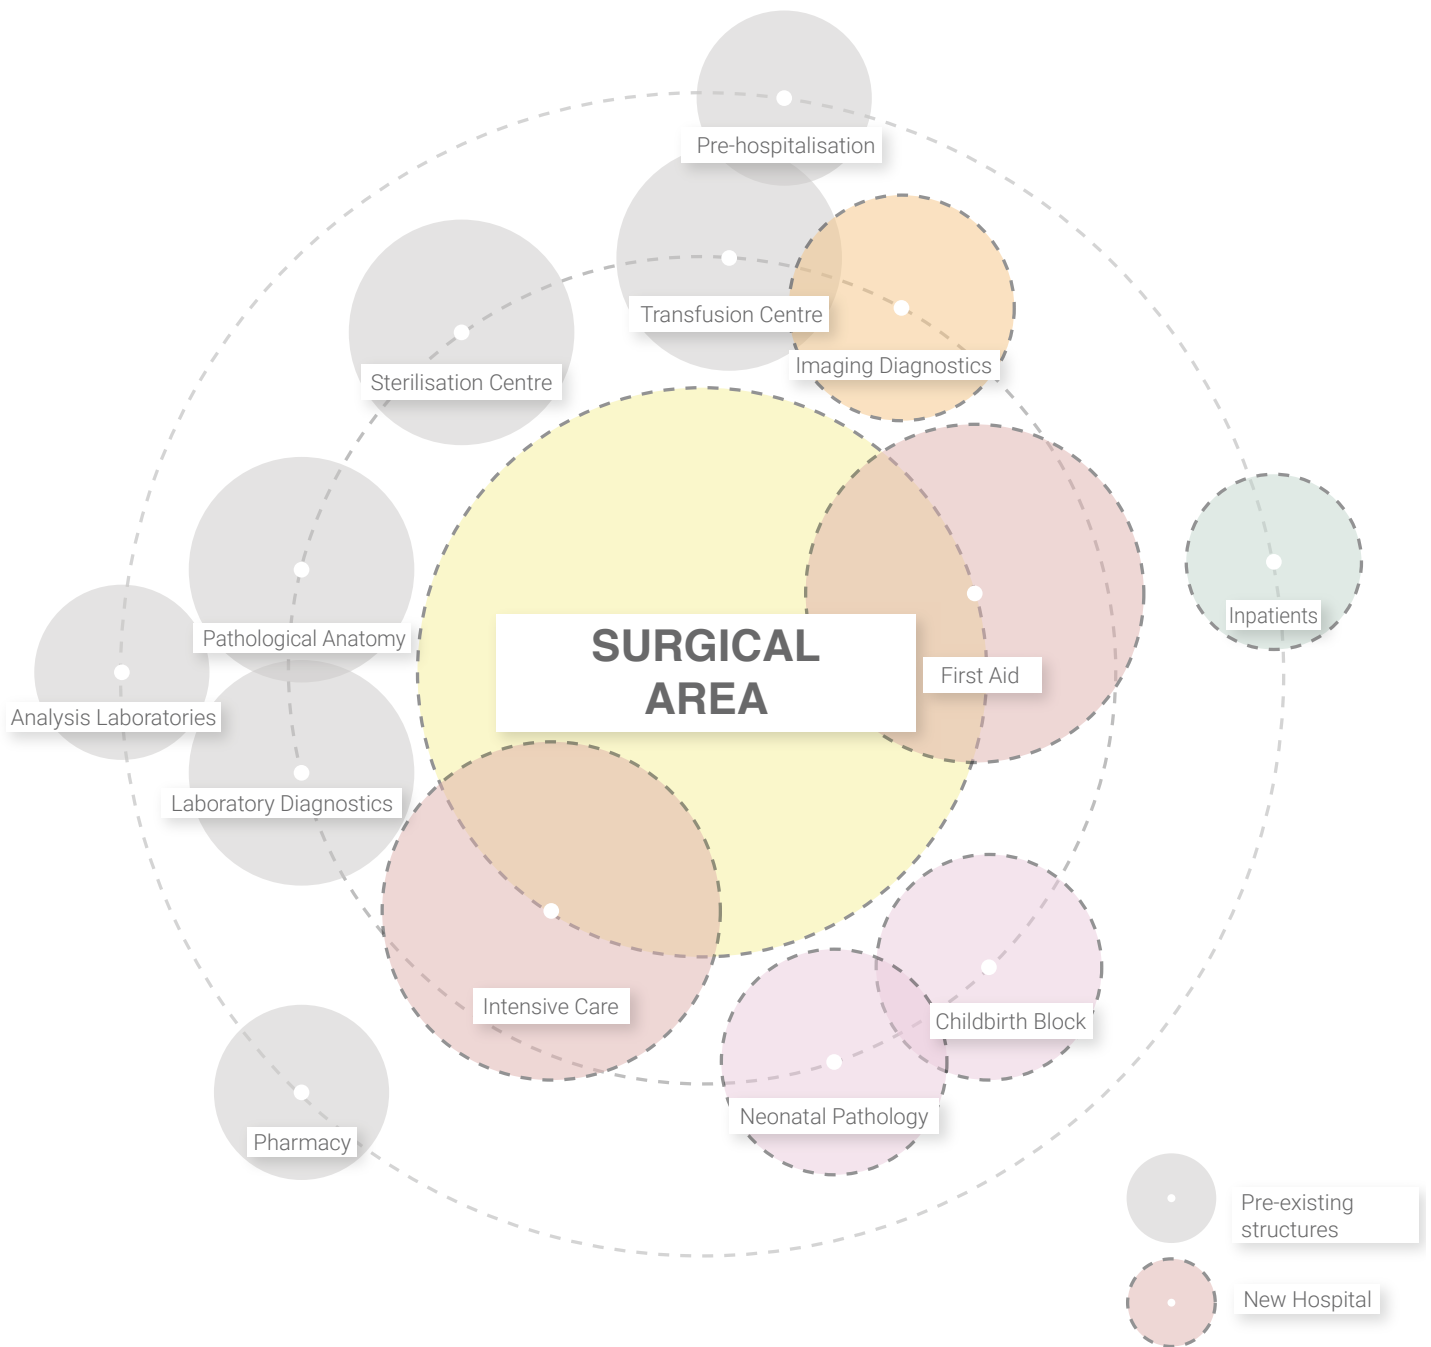 Pre-hospitalisation
Transfusion Centre
Imaging Diagnostics
Sterilisation Centre
Inpatients
SURGICAL
AREA
Pathological Anatomy
First Aid
Analysis Laboratories
Laboratory Diagnostics
Intensive Care
Childbirth Block
Neonatal Pathology
Pharmacy
Pre-existing
structures
New Hospital